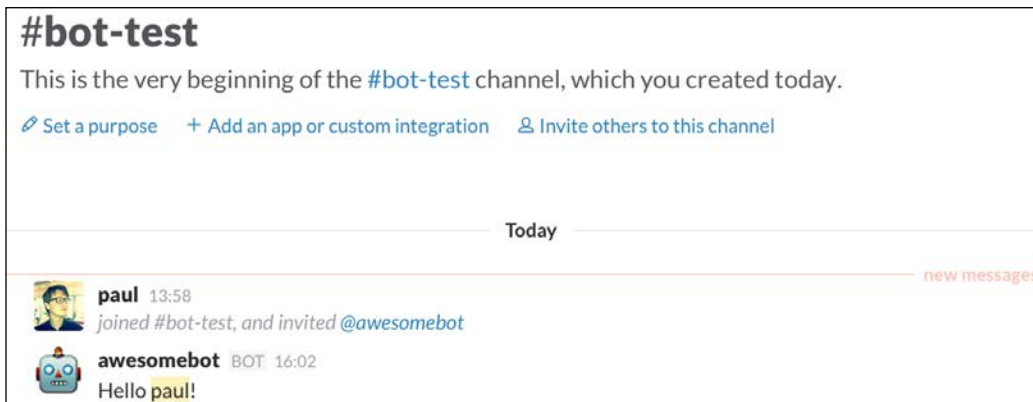 #bot-test
This is the very beginning of the #bot-test channel, which you created today.
Set a purpose + Add an app or custom integration Invite others to this channel
Today
new messages
paul 13:58
joined #bot-test, and invited @awesomebot
awesomebot BOT 16:02
Hello paul!